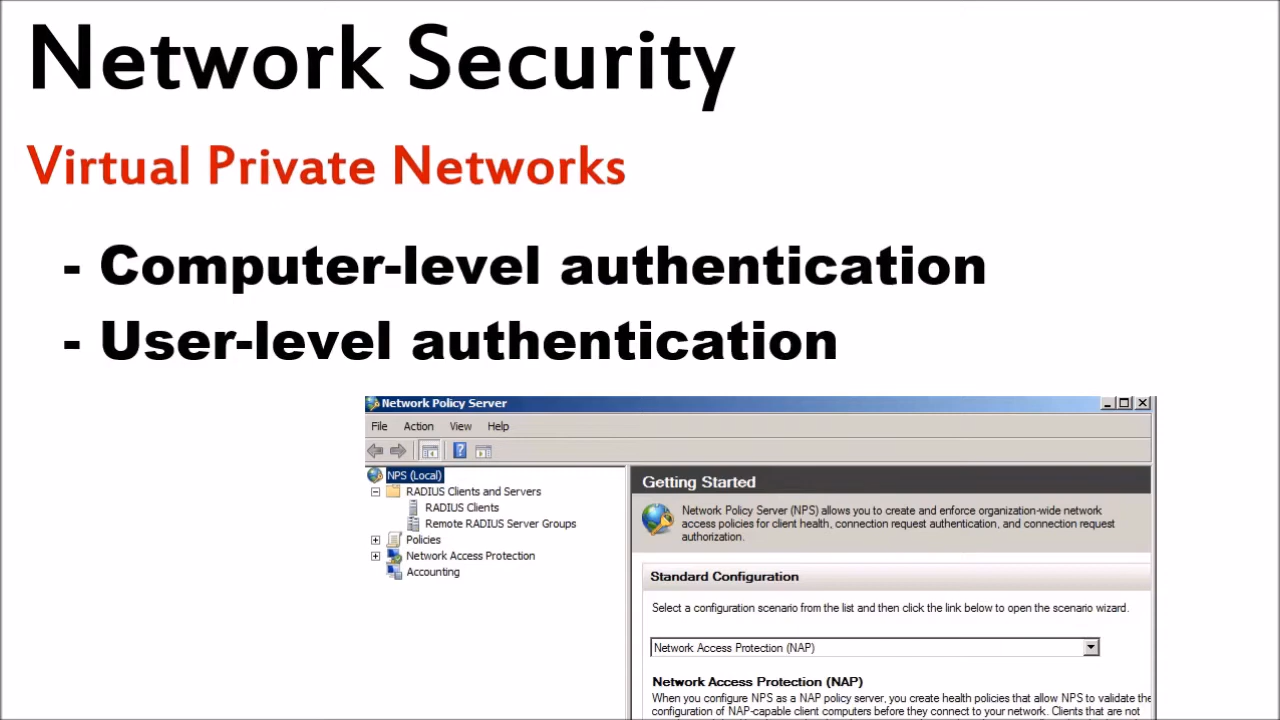 Network Security
Virtual Private Networks
- Computer-level authentication
- User-level authentication
Network Policy Server
File Action View Help
NPS (Local)
RADIUS Clients and Servers
RADIUS Clients
Remote RADIUS Server Groups
Policies
Network Access Protection
Accounting
Getting Started
Network Policy Server (NPS) allows you to create and enforce organization-wide network
access policies for client health, connection request authentication, and connection request
authorization.
Standard Configuration
Select a configuration scenario from the list and then click the link below to open the scenario wizard.
Network Access Protection (NAP)
Network Access Protection (NAP)
When you configure NPS as a NAP policy server, you create health policies that allow NPS to validate the
configuration of NAP-capable client computers before they connect to your network. Clients that are not